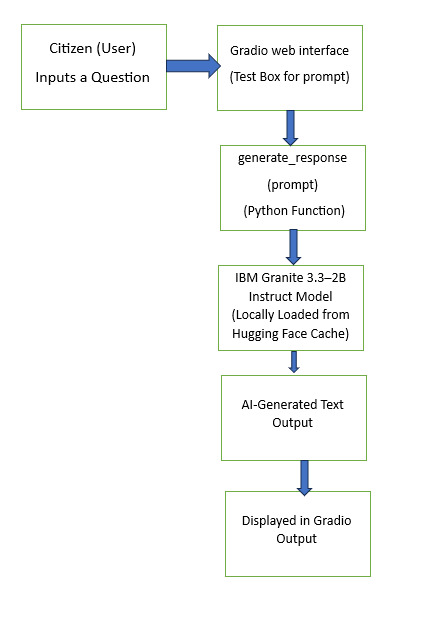 Citizen (User)
Inputs a Question
Gradio web interface
(Test Box for prompt)
generate_response
(prompt)
(Python Function)
IBM Granite 3.3–2B
Instruct Model
(Locally Loaded from
Hugging Face Cache)
AI-Generated Text
Output
Displayed in Gradio
Output